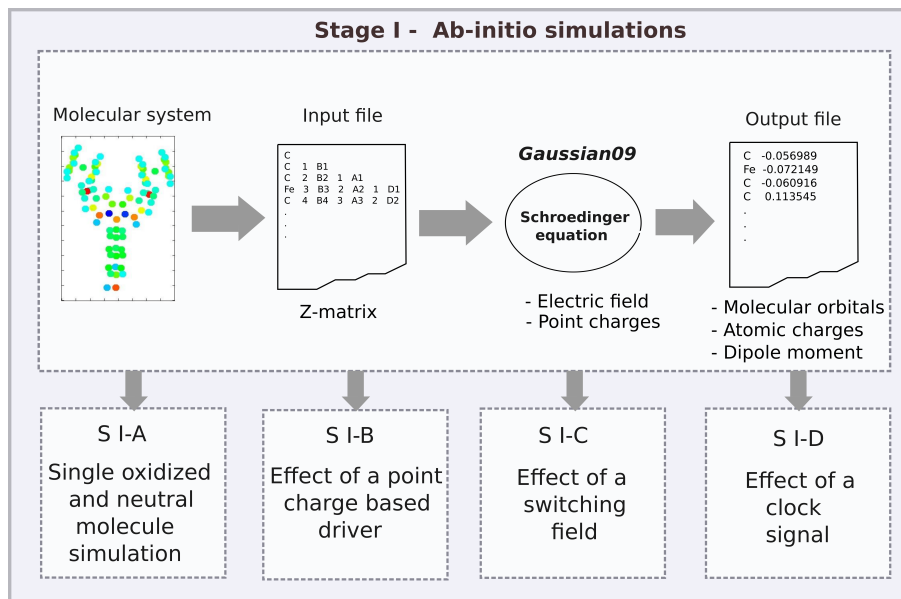 Stage I - Ab-initio simulations
Molecular system
Input file
C
C 1 B1
C 2 B2 1 A1
Fe 3 B3 2 A2 1 D1
C 4 B4 3 A3 2 D2
.
.
.
Z-matrix
Gaussian09
Schroedinger
equation
- Electric field
- Point charges
Output file
C -0.056989
Fe -0.072149
C -0.060916
C 0.113545
.
.
.
- Molecular orbitals
- Atomic charges
- Dipole moment
S I-A
Single oxidized
and neutral
molecule
simulation
S I-B
Effect of a point
charge based
driver
S I-C
Effect of a
switching
field
S I-D
Effect of a
clock
signal